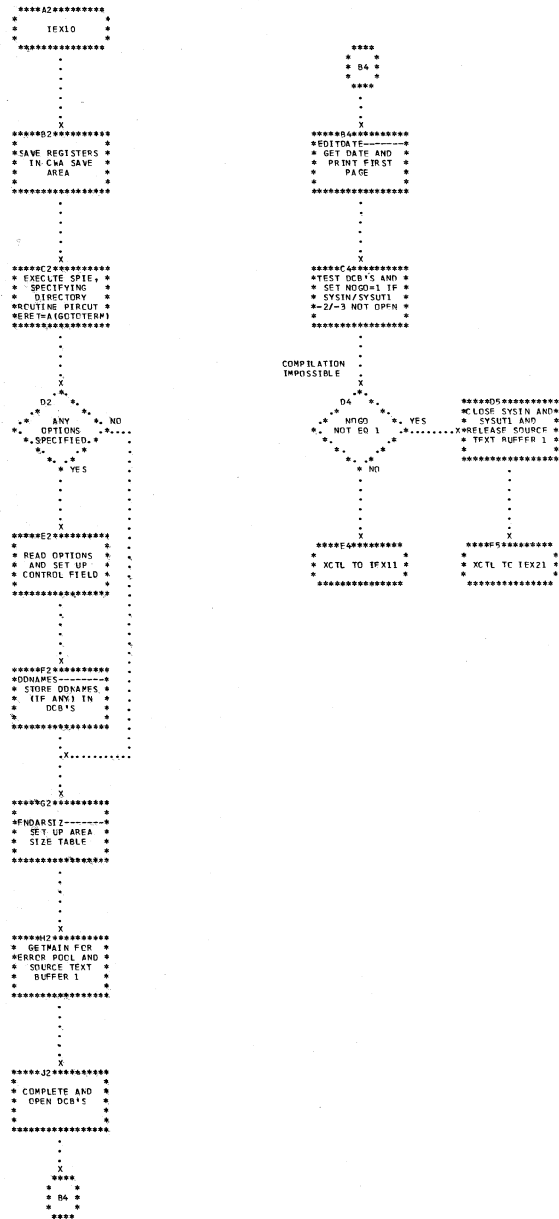 A2
IEX10
B2
SAVE REGISTERS
IN CWA SAVE
AREA
C2
EXECUTE SPIE,
SPECIFYING
DIRECTORY
ROUTINE PIRCUT
ERET=A(GOTOTERM)
D2
ANY
OPTIONS
SPECIFIED
NO
YES
E2
READ OPTIONS
AND SET UP
CONTROL FIELD
F2
DDNAMES
STORE DDNAMES
(IF ANY) IN
DCB'S
G2
ENDARSIZ
SET UP AREA
SIZE TABLE
H2
GETMAIN FOR
ERROR POOL AND
SOURCE TEXT
BUFFER 1
J2
COMPLETE AND
OPEN DCB'S
B4
B4
B4
EDITDATE
GET DATE AND
PRINT FIRST
PAGE
C4
TEST DCB'S AND
SET NOGO=1 IF
SYSIN/SYSUT1
-2/-3 NOT OPEN
COMPILATION
IMPOSSIBLE
D4
NOGO
NOT EQ 1
YES
NO
D5
CLOSE SYSIN AND
SYSUT1 AND
RELEASE SOURCE
TEXT BUFFER 1
E4
XCTL TO IEX11
E5
XCTL TO IEX21